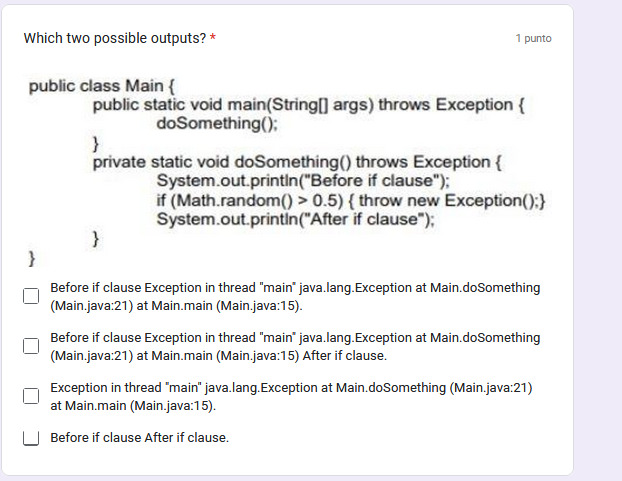 Which two possible outputs? *
1 punto
public class Main {
public static void main(String[] args) throws Exception {
doSomething();
}
private static void doSomething() throws Exception {
System.out.println("Before if clause");
if (Math.random() > 0.5) { throw new Exception();}
System.out.println("After if clause");
}
}
Before if clause Exception in thread "main" java.lang.Exception at Main.doSomething
(Main.java:21) at Main.main (Main.java:15).
Before if clause Exception in thread "main" java.lang.Exception at Main.doSomething
(Main.java:21) at Main.main (Main.java:15) After if clause.
Exception in thread "main" java.lang.Exception at Main.doSomething (Main.java:21)
at Main.main (Main.java:15).
Before if clause After if clause.